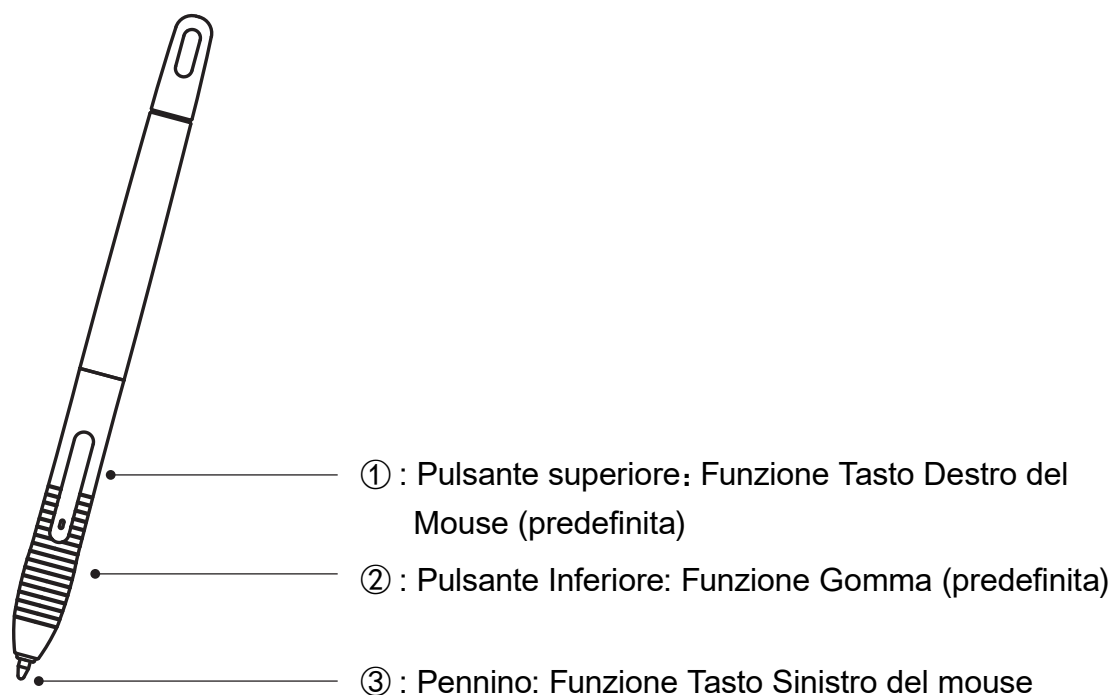 ① : Pulsante superiore: Funzione Tasto Destro del
Mouse (predefinita)
② : Pulsante Inferiore: Funzione Gomma (predefinita)
③ : Pennino: Funzione Tasto Sinistro del mouse